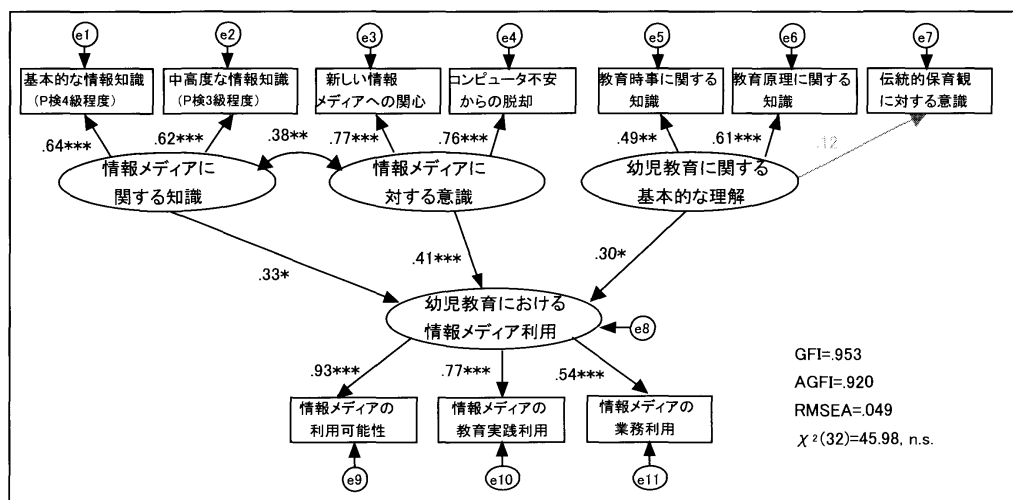 e1
e2
e3
e4
e5
e6
e7
基本的な情報知識
(P検4級程度)
中高度な情報知識
(P検3級程度)
新しい情報
メディアへの関心
コンピュータ不安
からの脱却
教育時事に関する
知識
教育原理に関する
知識
伝統的保育観
に対する意識
.64***
.62***
.38**
.77***
.76***
.49**
.61***
.12
情報メディアに
関する知識
情報メディアに
対する意識
幼児教育に関する
基本的な理解
.33*
.41***
.30*
幼児教育における
情報メディア利用
e8
.93***
.77***
.54***
情報メディアの
利用可能性
情報メディアの
教育実践利用
情報メディアの
業務利用
e9
e10
e11
GFI=.953
AGFI=.920
RMSEA=.049
χ²(32)=45.98, n.s.